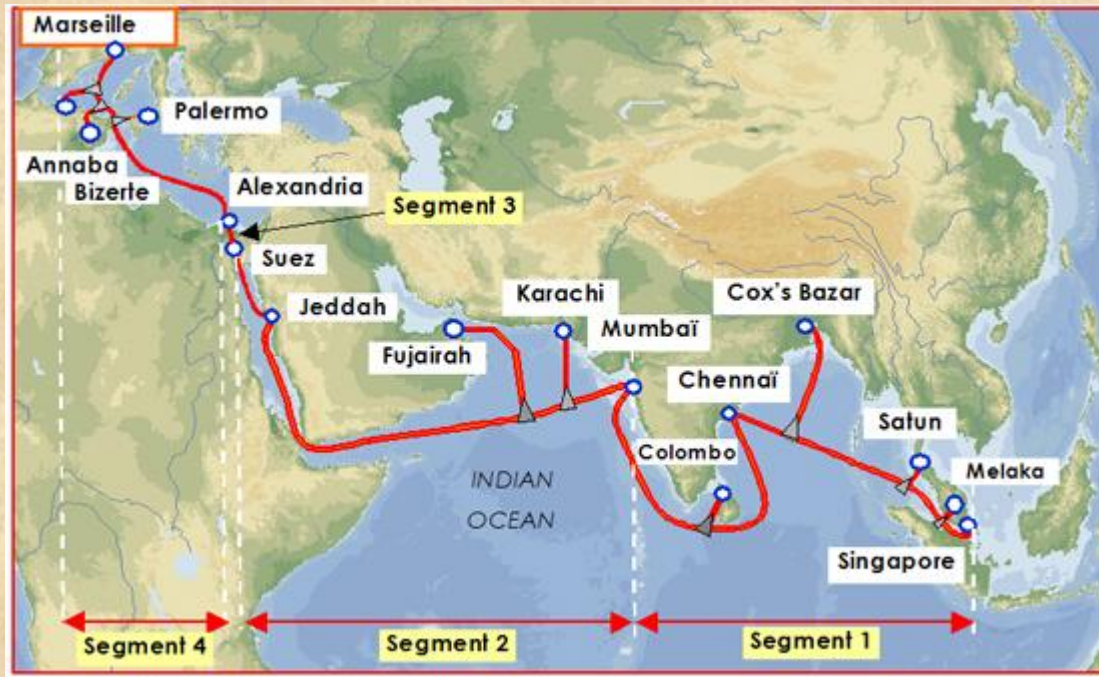 Marseille
Palermo
Annaba
Bizerte
Alexandria
Segment 3
Suez
Jeddah
Fujairah
Karachi
Mumbaï
Cox's Bazar
Chennaï
Colombo
Satun
Melaka
INDIAN
OCEAN
Singapore
Segment 4
Segment 2
Segment 1